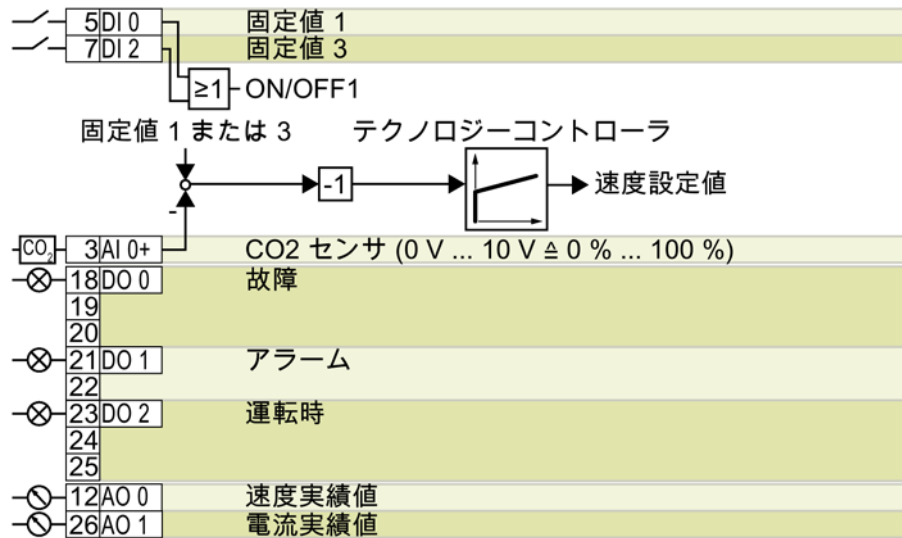 5 DI 0 固定値 1
7 DI 2 固定値 3
≥1 ON/OFF1
固定値 1 または 3 テクノロジーコントローラ
-1 速度設定値
-
CO₂ 3 AI 0+ CO2 センサ (0 V ... 10 V ≙ 0 % ... 100 %)
18 DO 0 故障
19
20
21 DO 1 アラーム
22
23 DO 2 運転時
24
25
12 AO 0 速度実績値
26 AO 1 電流実績値